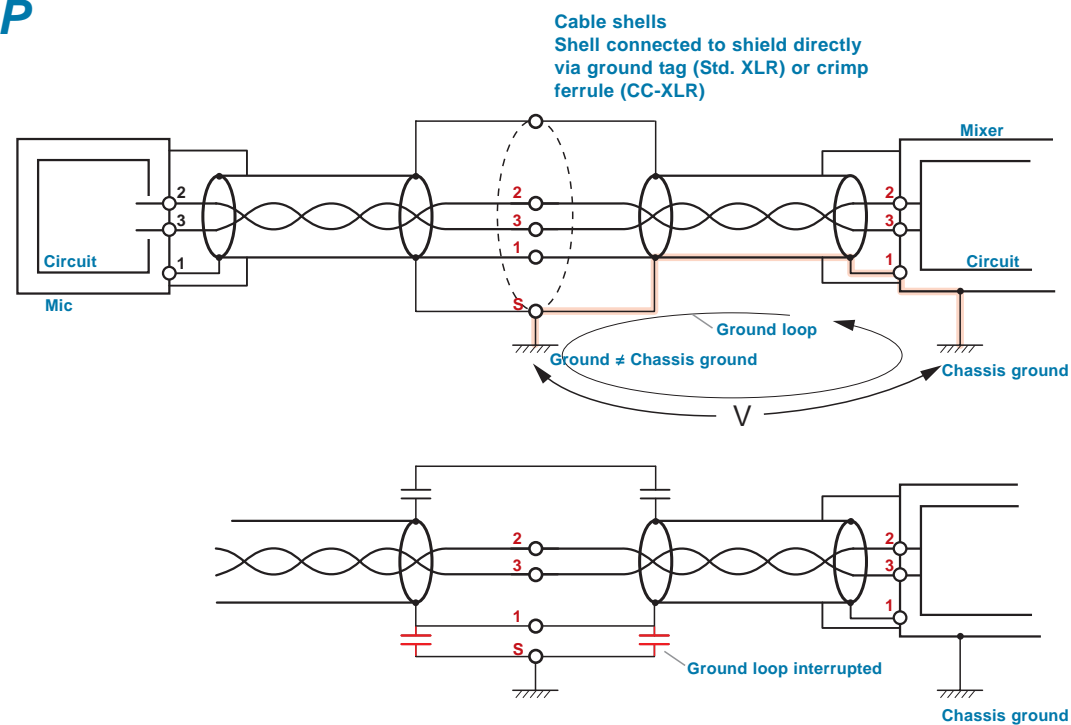 P
Cable shells
Shell connected to shield directly
via ground tag (Std. XLR) or crimp
ferrule (CC-XLR)
Mixer
2
2
2
3
3
3
1
1
1
Circuit
Circuit
Mic
S
Ground loop
Ground ≠ Chassis ground
Chassis ground
V
2
2
3
3
1
1
S
Ground loop interrupted
Chassis ground